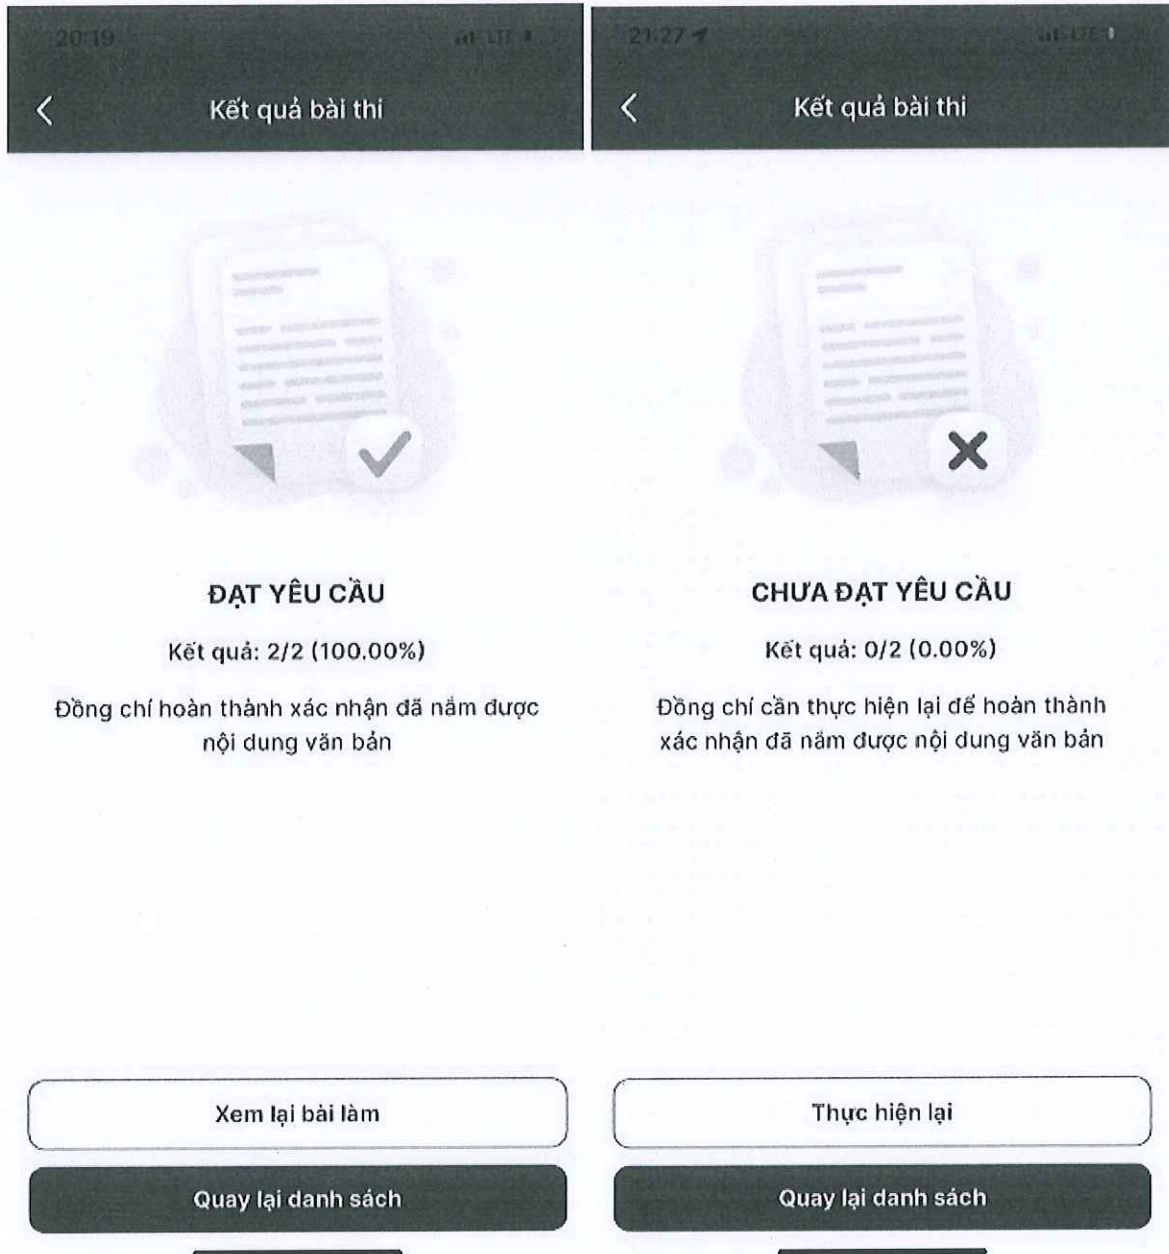 20:19
LTE
Kết quả bài thi
ĐẠT YÊU CẦU
Kết quả: 2/2 (100.00%)
Đồng chí hoàn thành xác nhận đã nắm được
nội dung văn bản
Xem lại bài làm
Quay lại danh sách
21:27
LTE
Kết quả bài thi
CHƯA ĐẠT YÊU CẦU
Kết quả: 0/2 (0.00%)
Đồng chí cần thực hiện lại để hoàn thành
xác nhận đã nắm được nội dung văn bản
Thực hiện lại
Quay lại danh sách